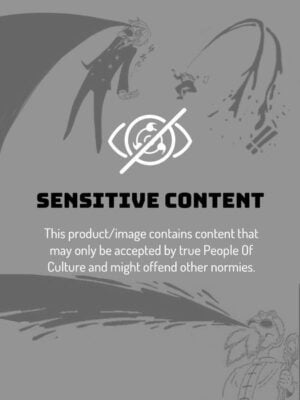 SENSITIVE CONTENT
This product/image contains content that
may only be accepted by true People Of
Culture and might offend other normies.